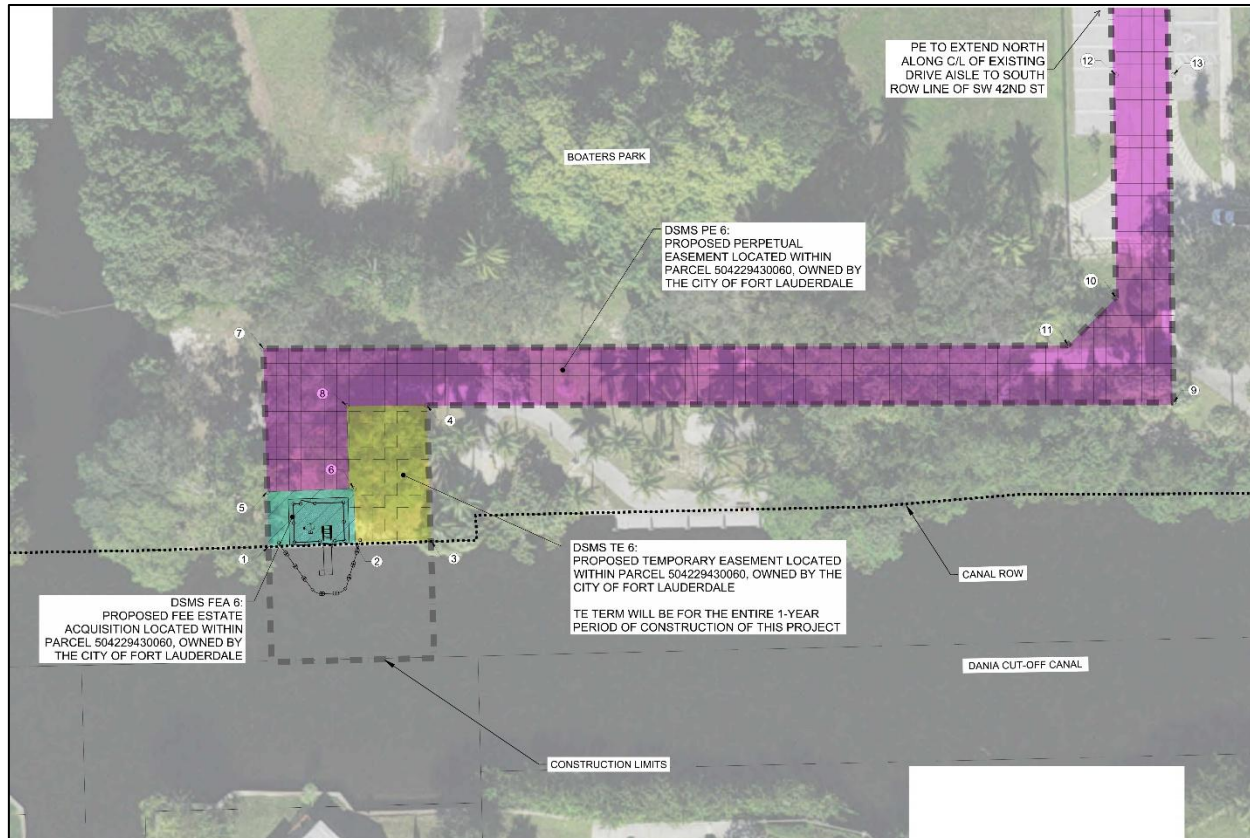 PE TO EXTEND NORTH
ALONG C/L OF EXISTING
DRIVE AISLE TO SOUTH
ROW LINE OF SW 42ND ST
12
13
BOATERS PARK
DSMS PE 6:
PROPOSED PERPETUAL
EASEMENT LOCATED WITHIN
PARCEL 504229430060, OWNED BY
THE CITY OF FORT LAUDERDALE
10
11
7
8
4
9
6
5
1
2
3
DSMS TE 6:
PROPOSED TEMPORARY EASEMENT LOCATED
WITHIN PARCEL 504229430060, OWNED BY THE
CITY OF FORT LAUDERDALE
TE TERM WILL BE FOR THE ENTIRE 1-YEAR
PERIOD OF CONSTRUCTION OF THIS PROJECT
CANAL ROW
DSMS FEA 6:
PROPOSED FEE ESTATE
ACQUISITION LOCATED WITHIN
PARCEL 504229430060, OWNED BY
THE CITY OF FORT LAUDERDALE
DANIA CUT-OFF CANAL
CONSTRUCTION LIMITS